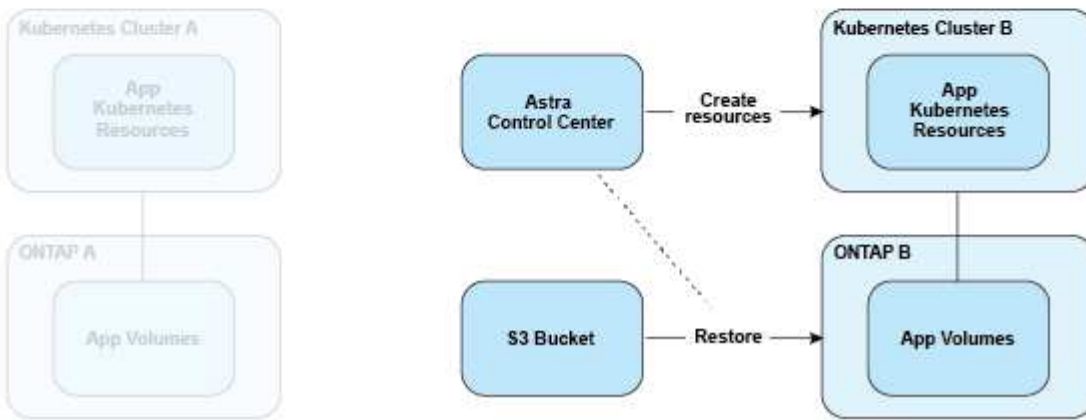 Kubernetes Cluster A
App
Kubernetes
Resources
ONTAP A
App Volumes
Astra
Control Center
Create
resources
Kubernetes Cluster B
App
Kubernetes
Resources
S3 Bucket
Restore
ONTAP B
App Volumes